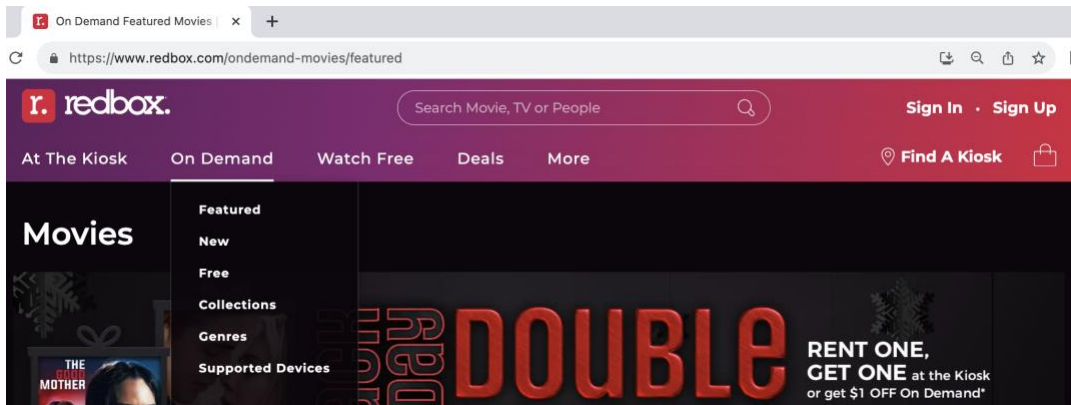 r. On Demand Featured Movies
https://www.redbox.com/ondemand-movies/featured
r. redbox.
Search Movie, TV or People
Sign In · Sign Up
At The Kiosk On Demand Watch Free Deals More
Find A Kiosk
Movies
Featured
New
Free
Collections
Genres
Supported Devices
THE
GOOD
MOTHER
DOUBLE
RENT ONE,
GET ONE at the Kiosk
or get $1 OFF On Demand*